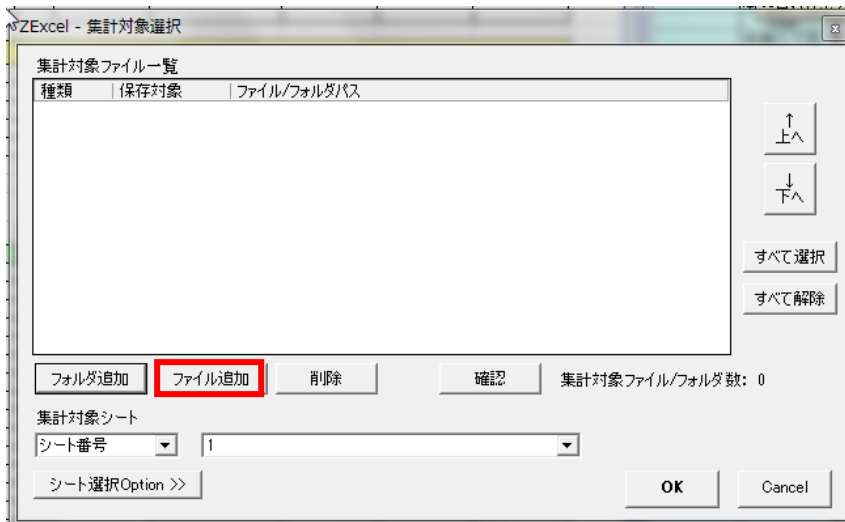 ZExcel - 集計対象選択
集計対象ファイル一覧
種類 保存対象 ファイル/フォルダパス
↑
上へ
↓
下へ
すべて選択
すべて解除
フォルダ追加 ファイル追加 削除 確認 集計対象ファイル/フォルダ数: 0
集計対象シート
シート番号 1
シート選択Option >>
OK Cancel